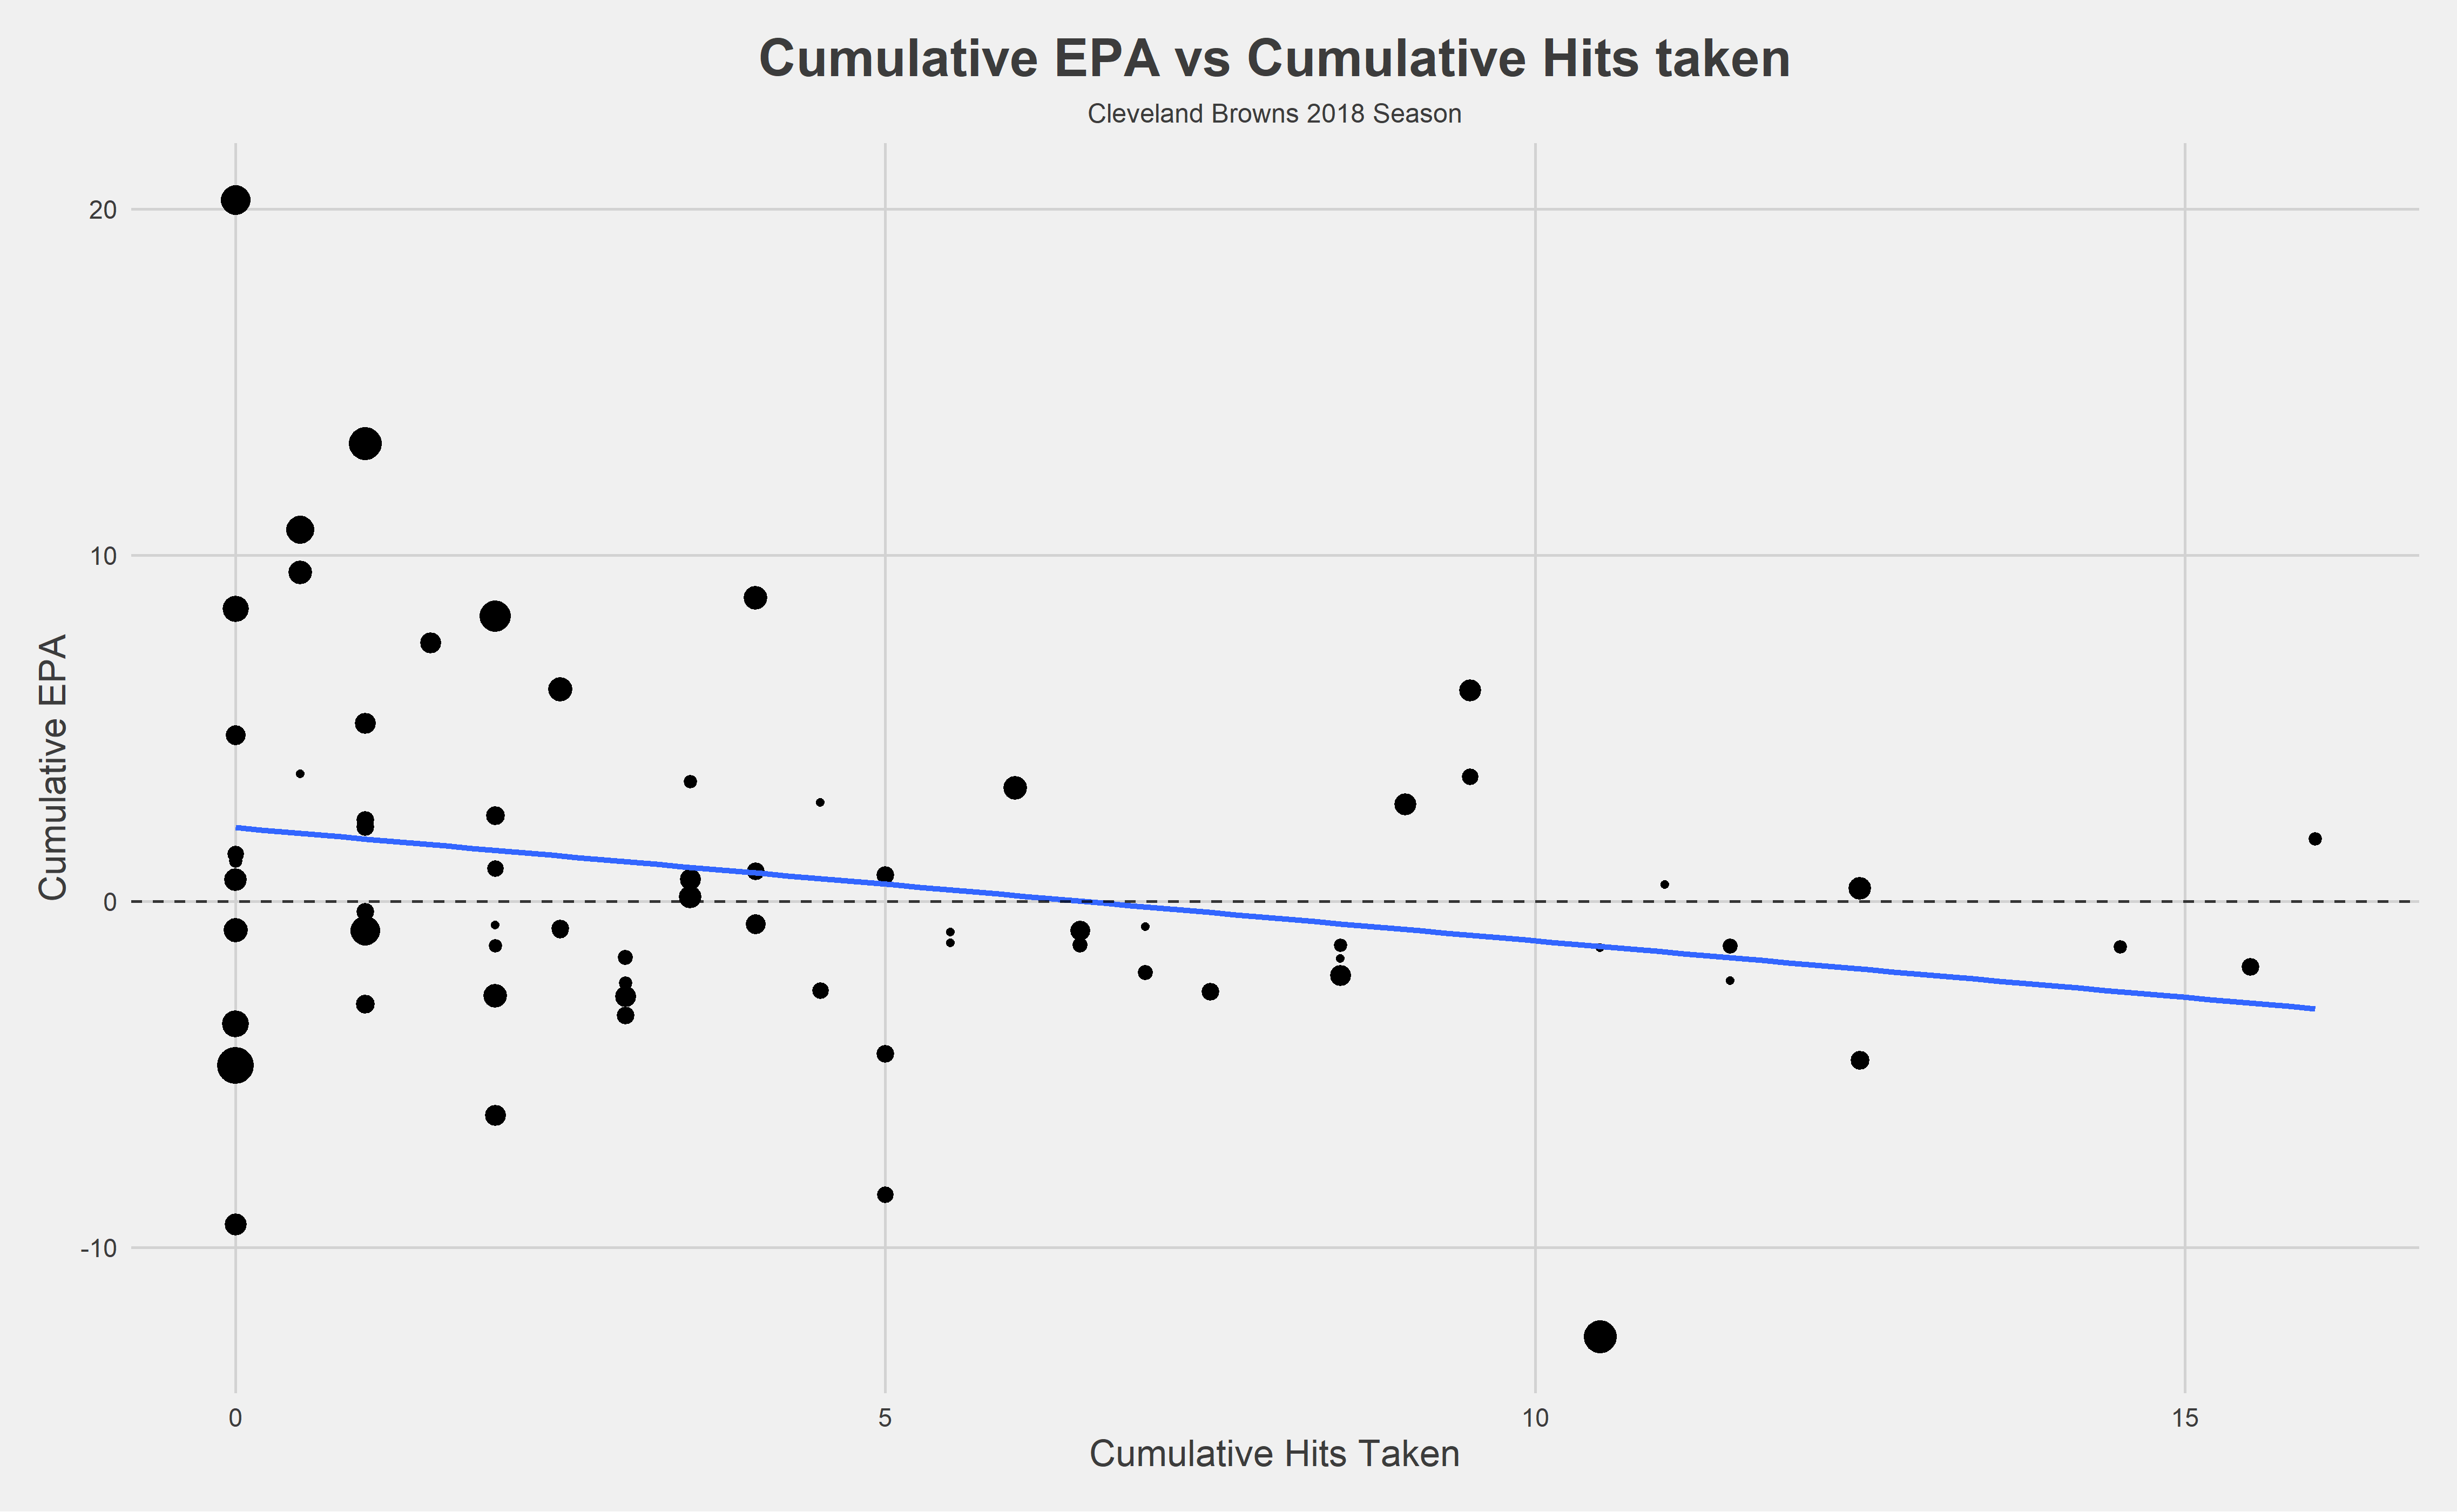 Cumulative EPA vs Cumulative Hits taken
Cleveland Browns 2018 Season
Cumulative EPA
20
10
0
-10
0
5
10
15
Cumulative Hits Taken